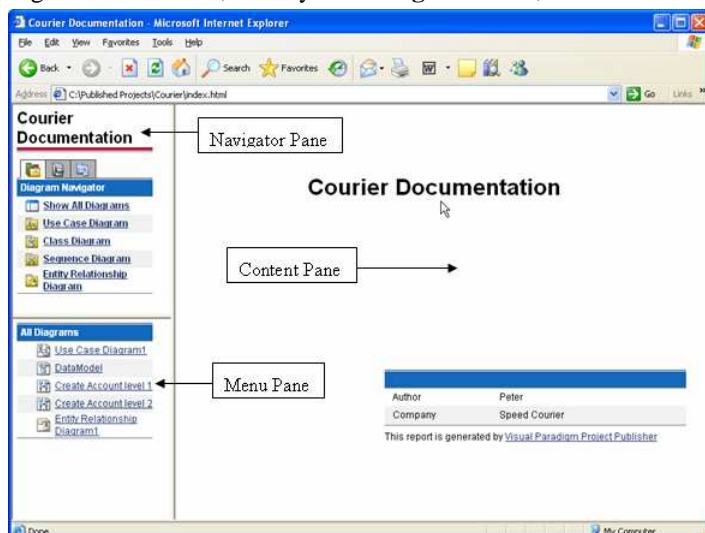 Courier Documentation - Microsoft Internet Explorer
File Edit View Favorites Tools Help
Back Search Favorites
Address C:\Published Projects\Courier\index.html Go Links »
Courier
Documentation
Navigator Pane
Diagram Navigator
Show All Diagrams
Use Case Diagram
Class Diagram
Sequence Diagram
Entity Relationship
Diagram
Courier Documentation
Content Pane
All Diagrams
Use Case Diagram1
DataModel
Create Account level 1
Create Account level 2
Entity Relationship
Diagram1
Menu Pane
Author Peter
Company Speed Courier
This report is generated by Visual Paradigm Project Publisher
Done My Computer